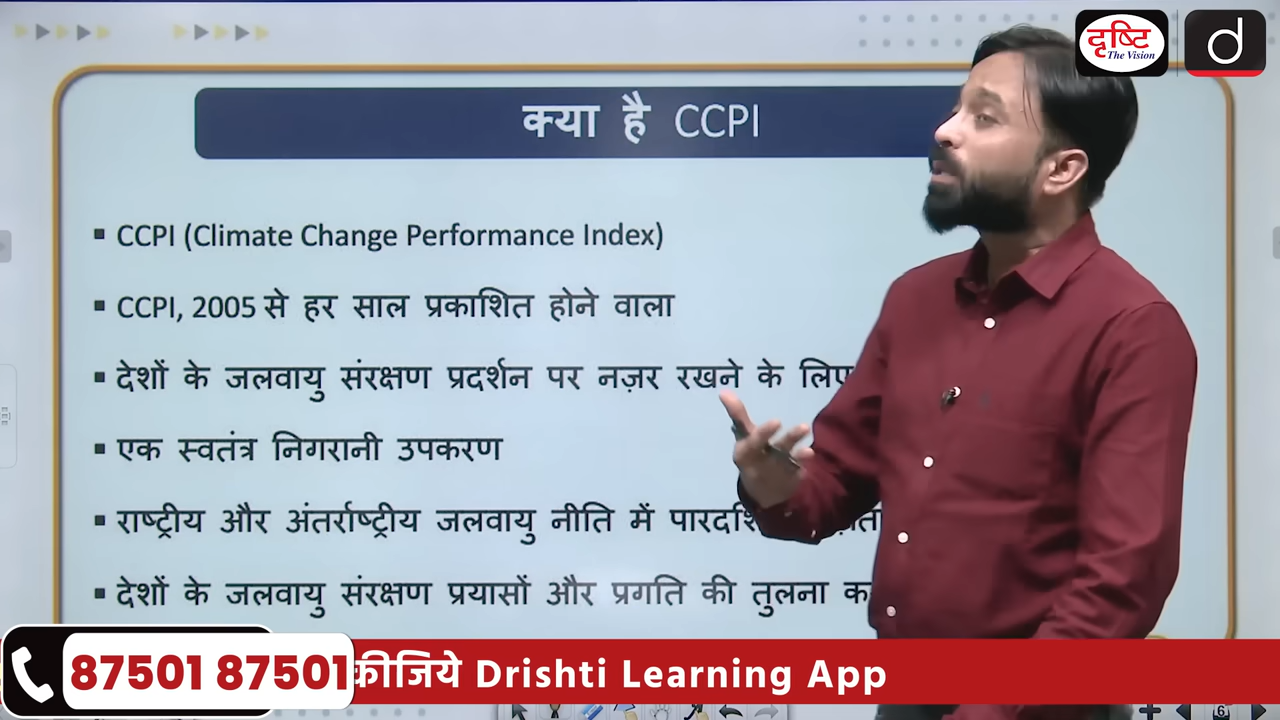 दृष्टि
The Vision
d
क्या है CCPI
▪ CCPI (Climate Change Performance Index)
▪ CCPI, 2005 से हर साल प्रकाशित होने वाला
▪ देशों के जलवायु संरक्षण प्रदर्शन पर नज़र रखने के लिए
▪ एक स्वतंत्र निगरानी उपकरण
▪ राष्ट्रीय और अंतर्राष्ट्रीय जलवायु नीति में
▪ देशों के जलवायु संरक्षण प्रयासों और प्रगति की तुलना
87501 87501
कीजिये Drishti Learning App
6